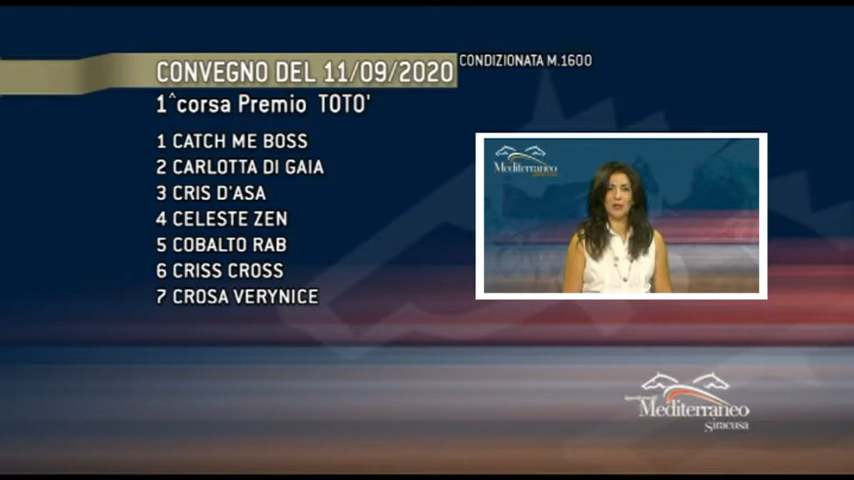 CONVEGNO DEL 11/09/2020
CONDIZIONATA M.1600
1^corsa Premio TOTO'
1 CATCH ME BOSS
2 CARLOTTA DI GAIA
3 CRIS D'ASA
4 CELESTE ZEN
5 COBALTO RAB
6 CRISS CROSS
7 CROSA VERYNICE
Mediterraneo
Mediterraneo
Siracusa